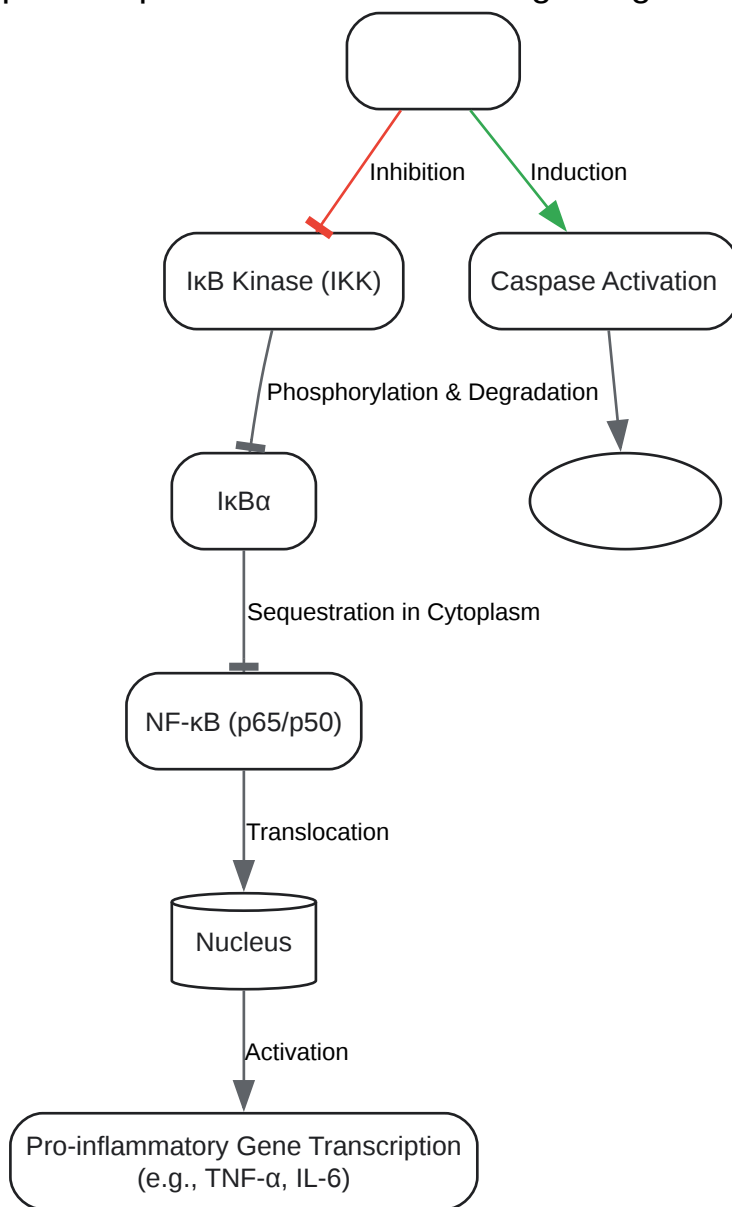 Inhibition
Induction
IκB Kinase (IKK)
Caspase Activation
Phosphorylation & Degradation
IκBα
Sequestration in Cytoplasm
NF-κB (p65/p50)
Translocation
Nucleus
Activation
Pro-inflammatory Gene Transcription
(e.g., TNF-α, IL-6)